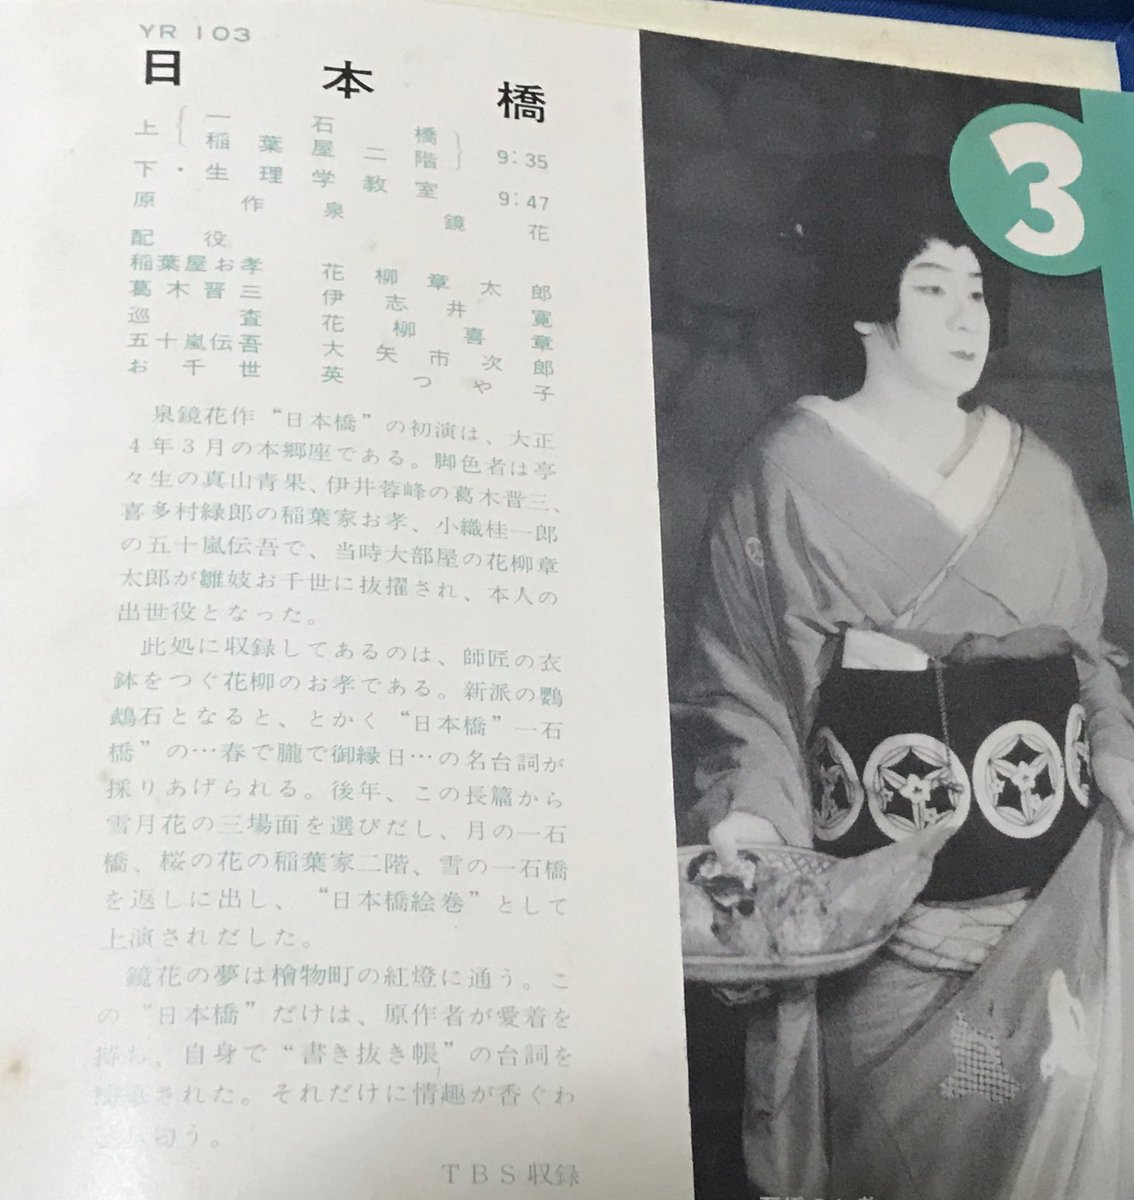 YR 103
日本橋
上{一石橋
稲葉屋二階} 9:35
下・生理学教室 9:47
原作 泉鏡花
配役
稲葉屋お孝 花柳章太郎
葛木晋三 伊志井寛
巡査 花柳喜章
五十嵐伝吾 大矢市次郎
お千世 英つや子
泉鏡花作“日本橋”の初演は、大正
4年3月の本郷座である。脚色者は亭
々生の真山青果、伊井蓉峰の葛木晋三、
喜多村緑郎の稲葉家お孝、小織桂一郎
の五十嵐伝吾で、当時大部屋の花柳章
太郎が雛妓お千世に抜擢され、本人の
出世役となった。
此処に収録してあるのは、師匠の衣
鉢をつぐ花柳のお孝である。新派の鸚
鵡石となると、とかく“日本橋”一石
橋”の…春で朧で御縁日…の名台詞が
採りあげられる。後年、この長篇から
雪月花の三場面を選びだし、月の一石
橋、桜の花の稲葉家二階、雪の一石橋
を返しに出し、“日本橋絵巻”として
上演されだした。
鏡花の夢は檜物町の紅燈に通う。こ
の“日本橋”だけは、原作者が愛着を
持ち、自身で“書き抜き帳”の台詞を
された。それだけに情趣が香ぐわ
匂う。
TBS収録
3